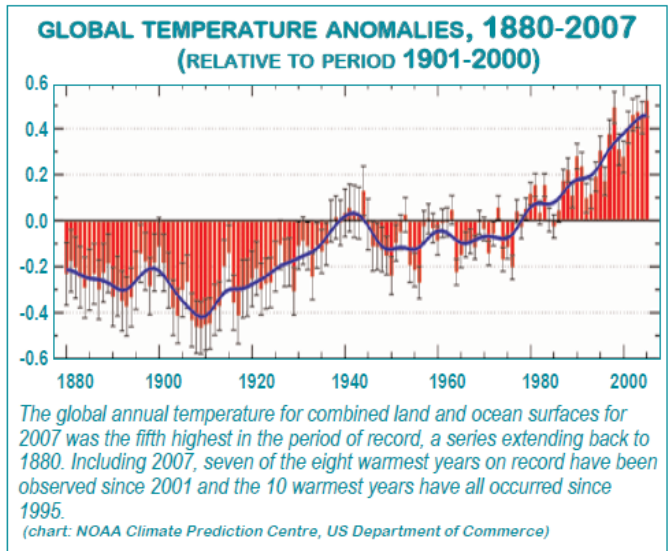 GLOBAL TEMPERATURE ANOMALIES, 1880-2007
(RELATIVE TO PERIOD 1901-2000)
0.6
0.4
0.2
0.0
-0.2
-0.4
-0.6
1880 1900 1920 1940 1960 1980 2000
The global annual temperature for combined land and ocean surfaces for
2007 was the fifth highest in the period of record, a series extending back to
1880. Including 2007, seven of the eight warmest years on record have been
observed since 2001 and the 10 warmest years have all occurred since
1995.
(chart: NOAA Climate Prediction Centre, US Department of Commerce)